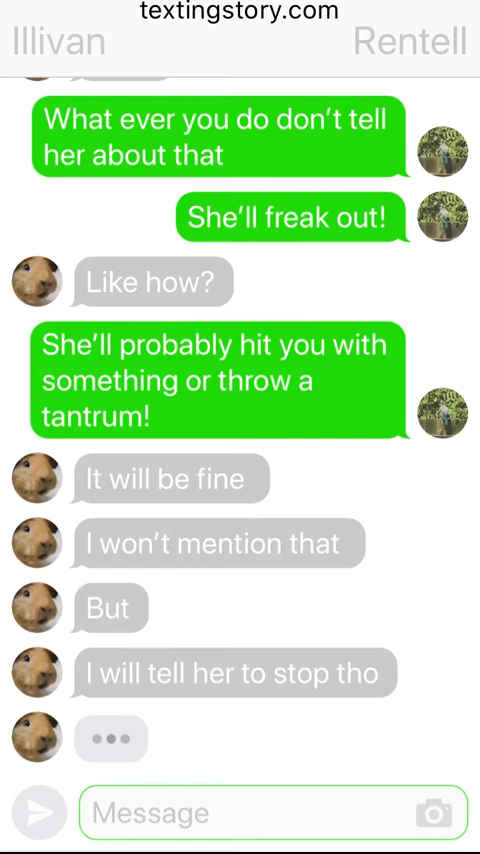 textingstory.com
Illivan
Rentell
What ever you do don’t tell
her about that
She’ll freak out!
Like how?
She’ll probably hit you with
something or throw a
tantrum!
It will be fine
I won’t mention that
But
I will tell her to stop tho
Message